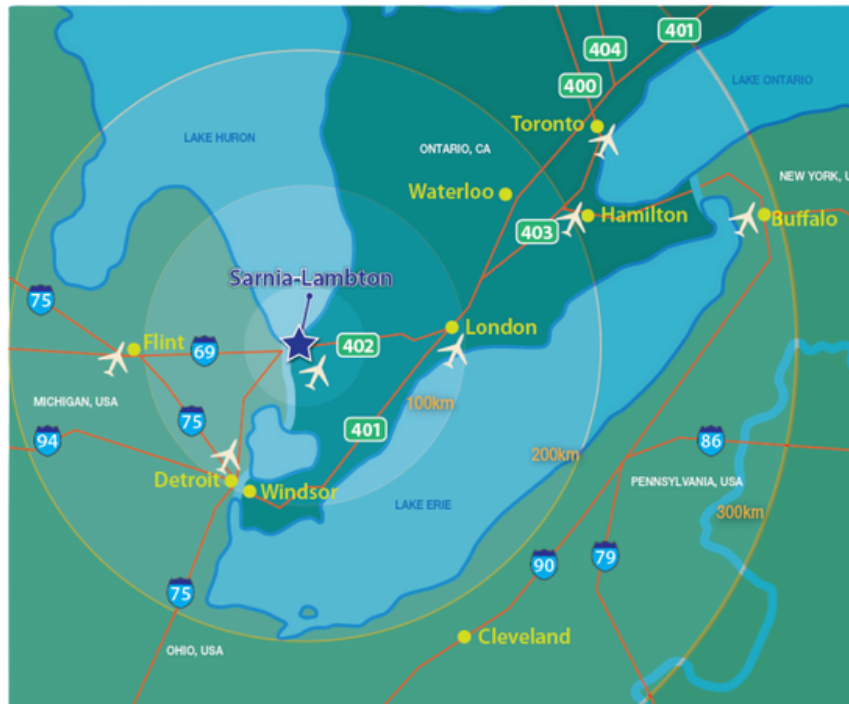 401
404
400
LAKE ONTARIO
Toronto
LAKE HURON
ONTARIO, CA
NEW YORK, U
Waterloo
Hamilton
Buffalo
403
Sarnia-Lambton
75
Flint
69
402
London
MICHIGAN, USA
100km
75
401
94
86
200km
Detroit
Windsor
PENNSYLVANIA, USA
LAKE ERIE
300km
90
79
75
Cleveland
OHIO, USA